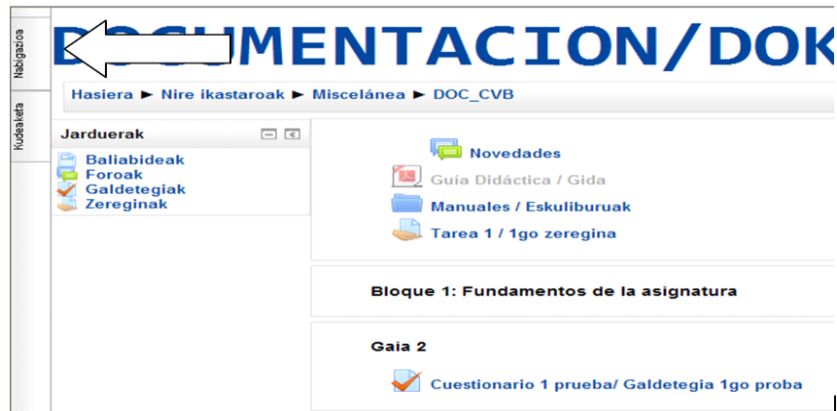 Nabigazioa
Kudeaketa
DOCUMENTACION/DOK
Hasiera ► Nire ikastaroak ► Miscelánea ► DOC_CVB
Jarduerak
Baliabideak
Foroak
Galdetegiak
Zereginak
Novedades
Guía Didáctica / Gida
Manuales / Eskuliburuak
Tarea 1 / 1go zeregina
Bloque 1: Fundamentos de la asignatura
Gaia 2
Cuestionario 1 prueba/ Galdetegia 1go proba